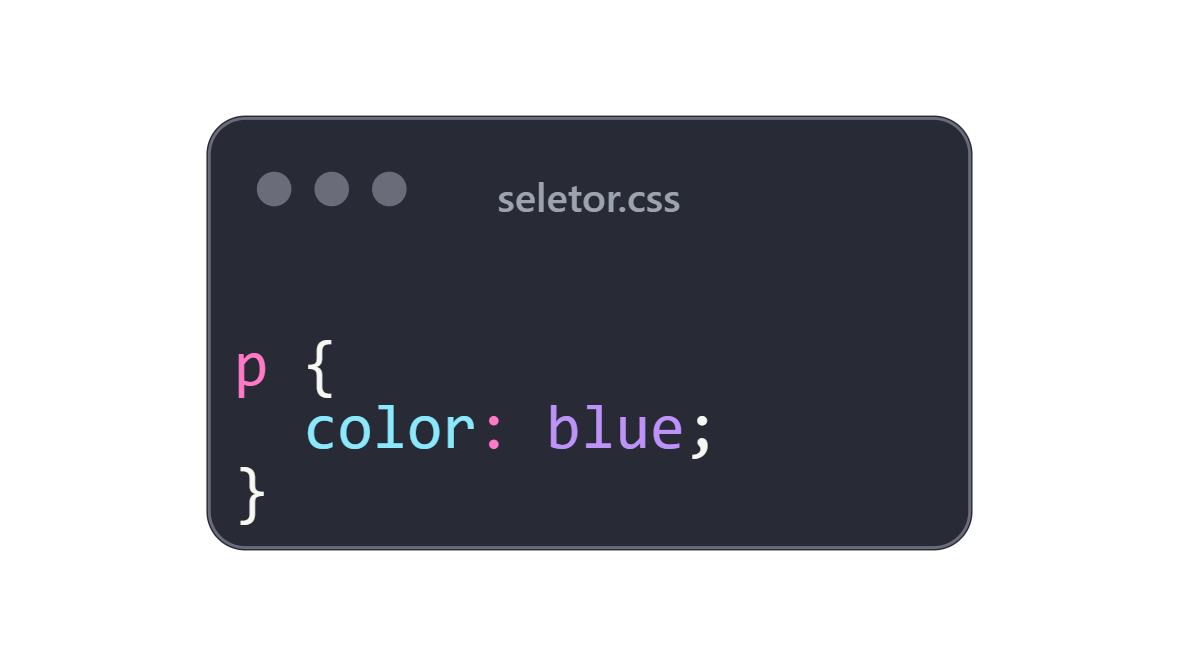 seletor.css
p {
  color: blue;
}